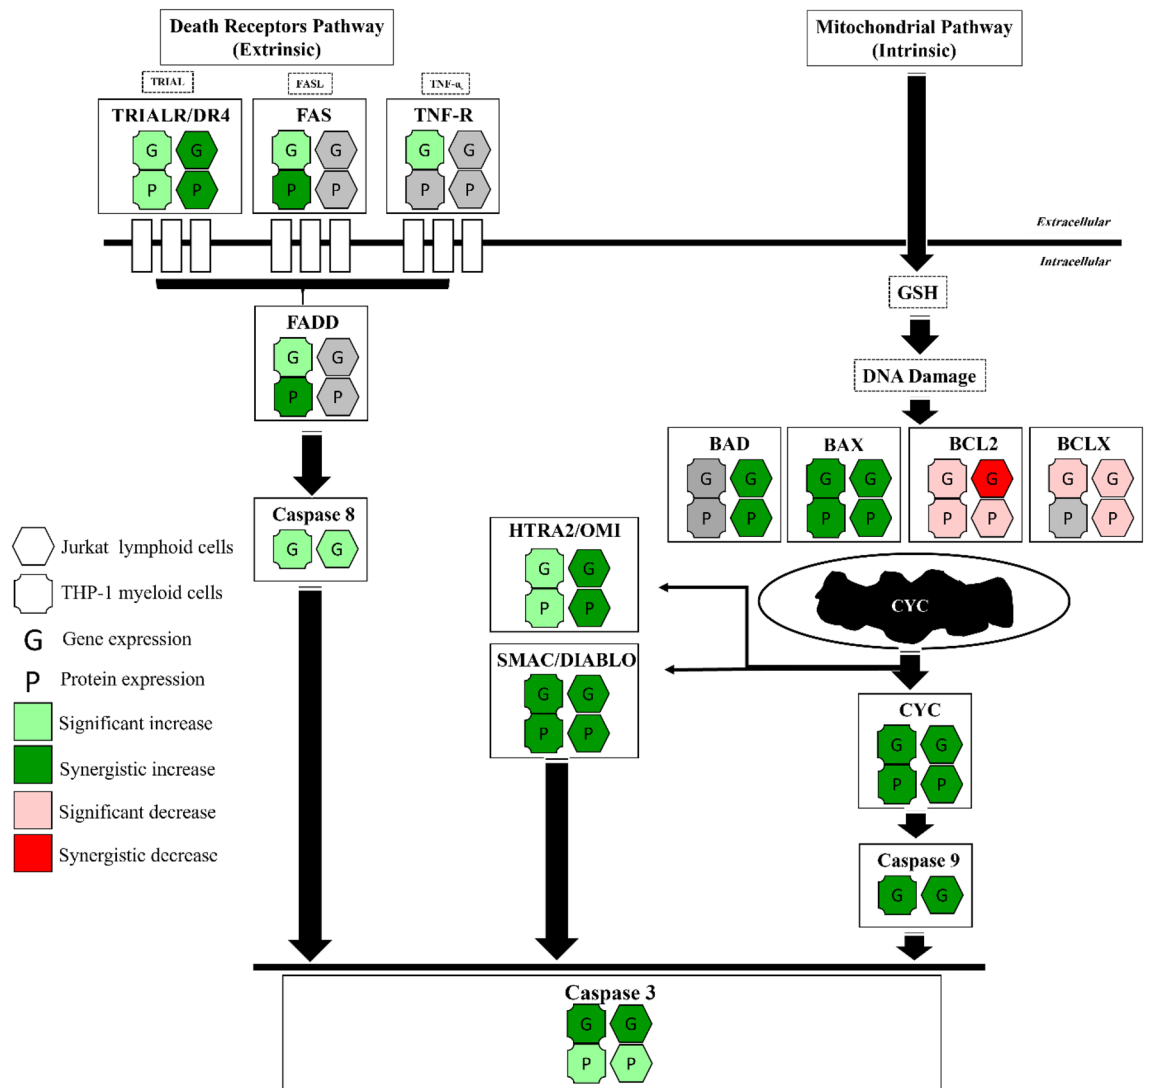 Death Receptors Pathway
(Extrinsic)
Mitochondrial Pathway
(Intrinsic)
TRIAL
FASL
TNF-α
TRIALR/DR4
FAS
TNF-R
G G
G G
G G
P P
P P
P P
Extracellular
Intracellular
GSH
FADD
G G
P P
DNA Damage
BAD
BAX
BCL2
BCLX
G G
G G
G G
G G
P P
P P
P P
P P
Caspase 8
G G
HTRA2/OMI
G G
P P
CYC
SMAC/DIABLO
G G
P P
CYC
G G
P P
Caspase 9
G G
Jurkat lymphoid cells
THP-1 myeloid cells
G Gene expression
P Protein expression
Significant increase
Synergistic increase
Significant decrease
Synergistic decrease
Caspase 3
G G
P P